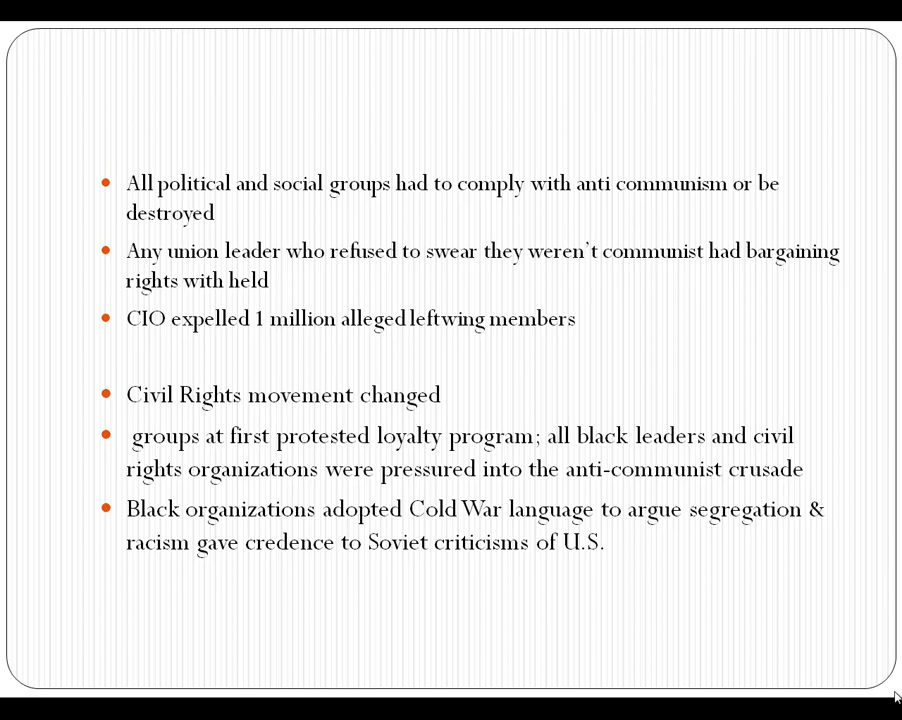 • All political and social groups had to comply with anti communism or be
destroyed
• Any union leader who refused to swear they weren't communist had bargaining
rights with held
• CIO expelled 1 million alleged leftwing members
• Civil Rights movement changed
• groups at first protested loyalty program; all black leaders and civil
rights organizations were pressured into the anti-communist crusade
• Black organizations adopted Cold War language to argue segregation &
racism gave credence to Soviet criticisms of U.S.